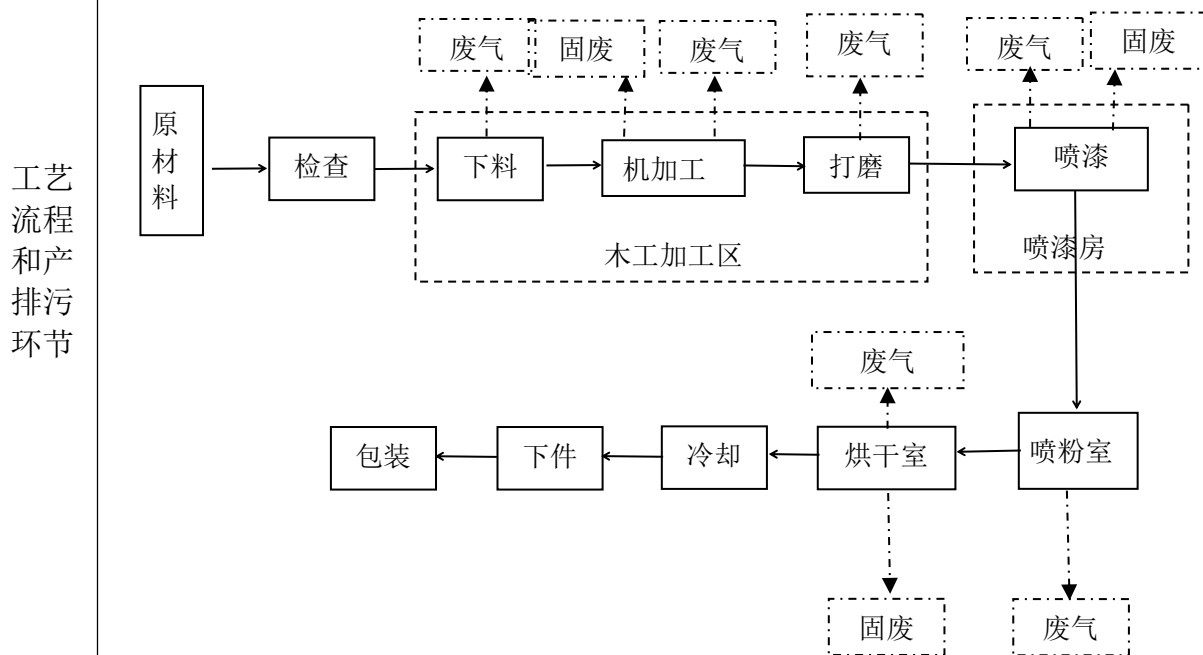 工艺
流程
和产
排污
环节
废气
固废
废气
废气
废气
固废
原
材
料
检查
下料
机加工
打磨
喷漆
木工加工区
喷漆房
废气
包装
下件
冷却
烘干室
喷粉室
固废
废气